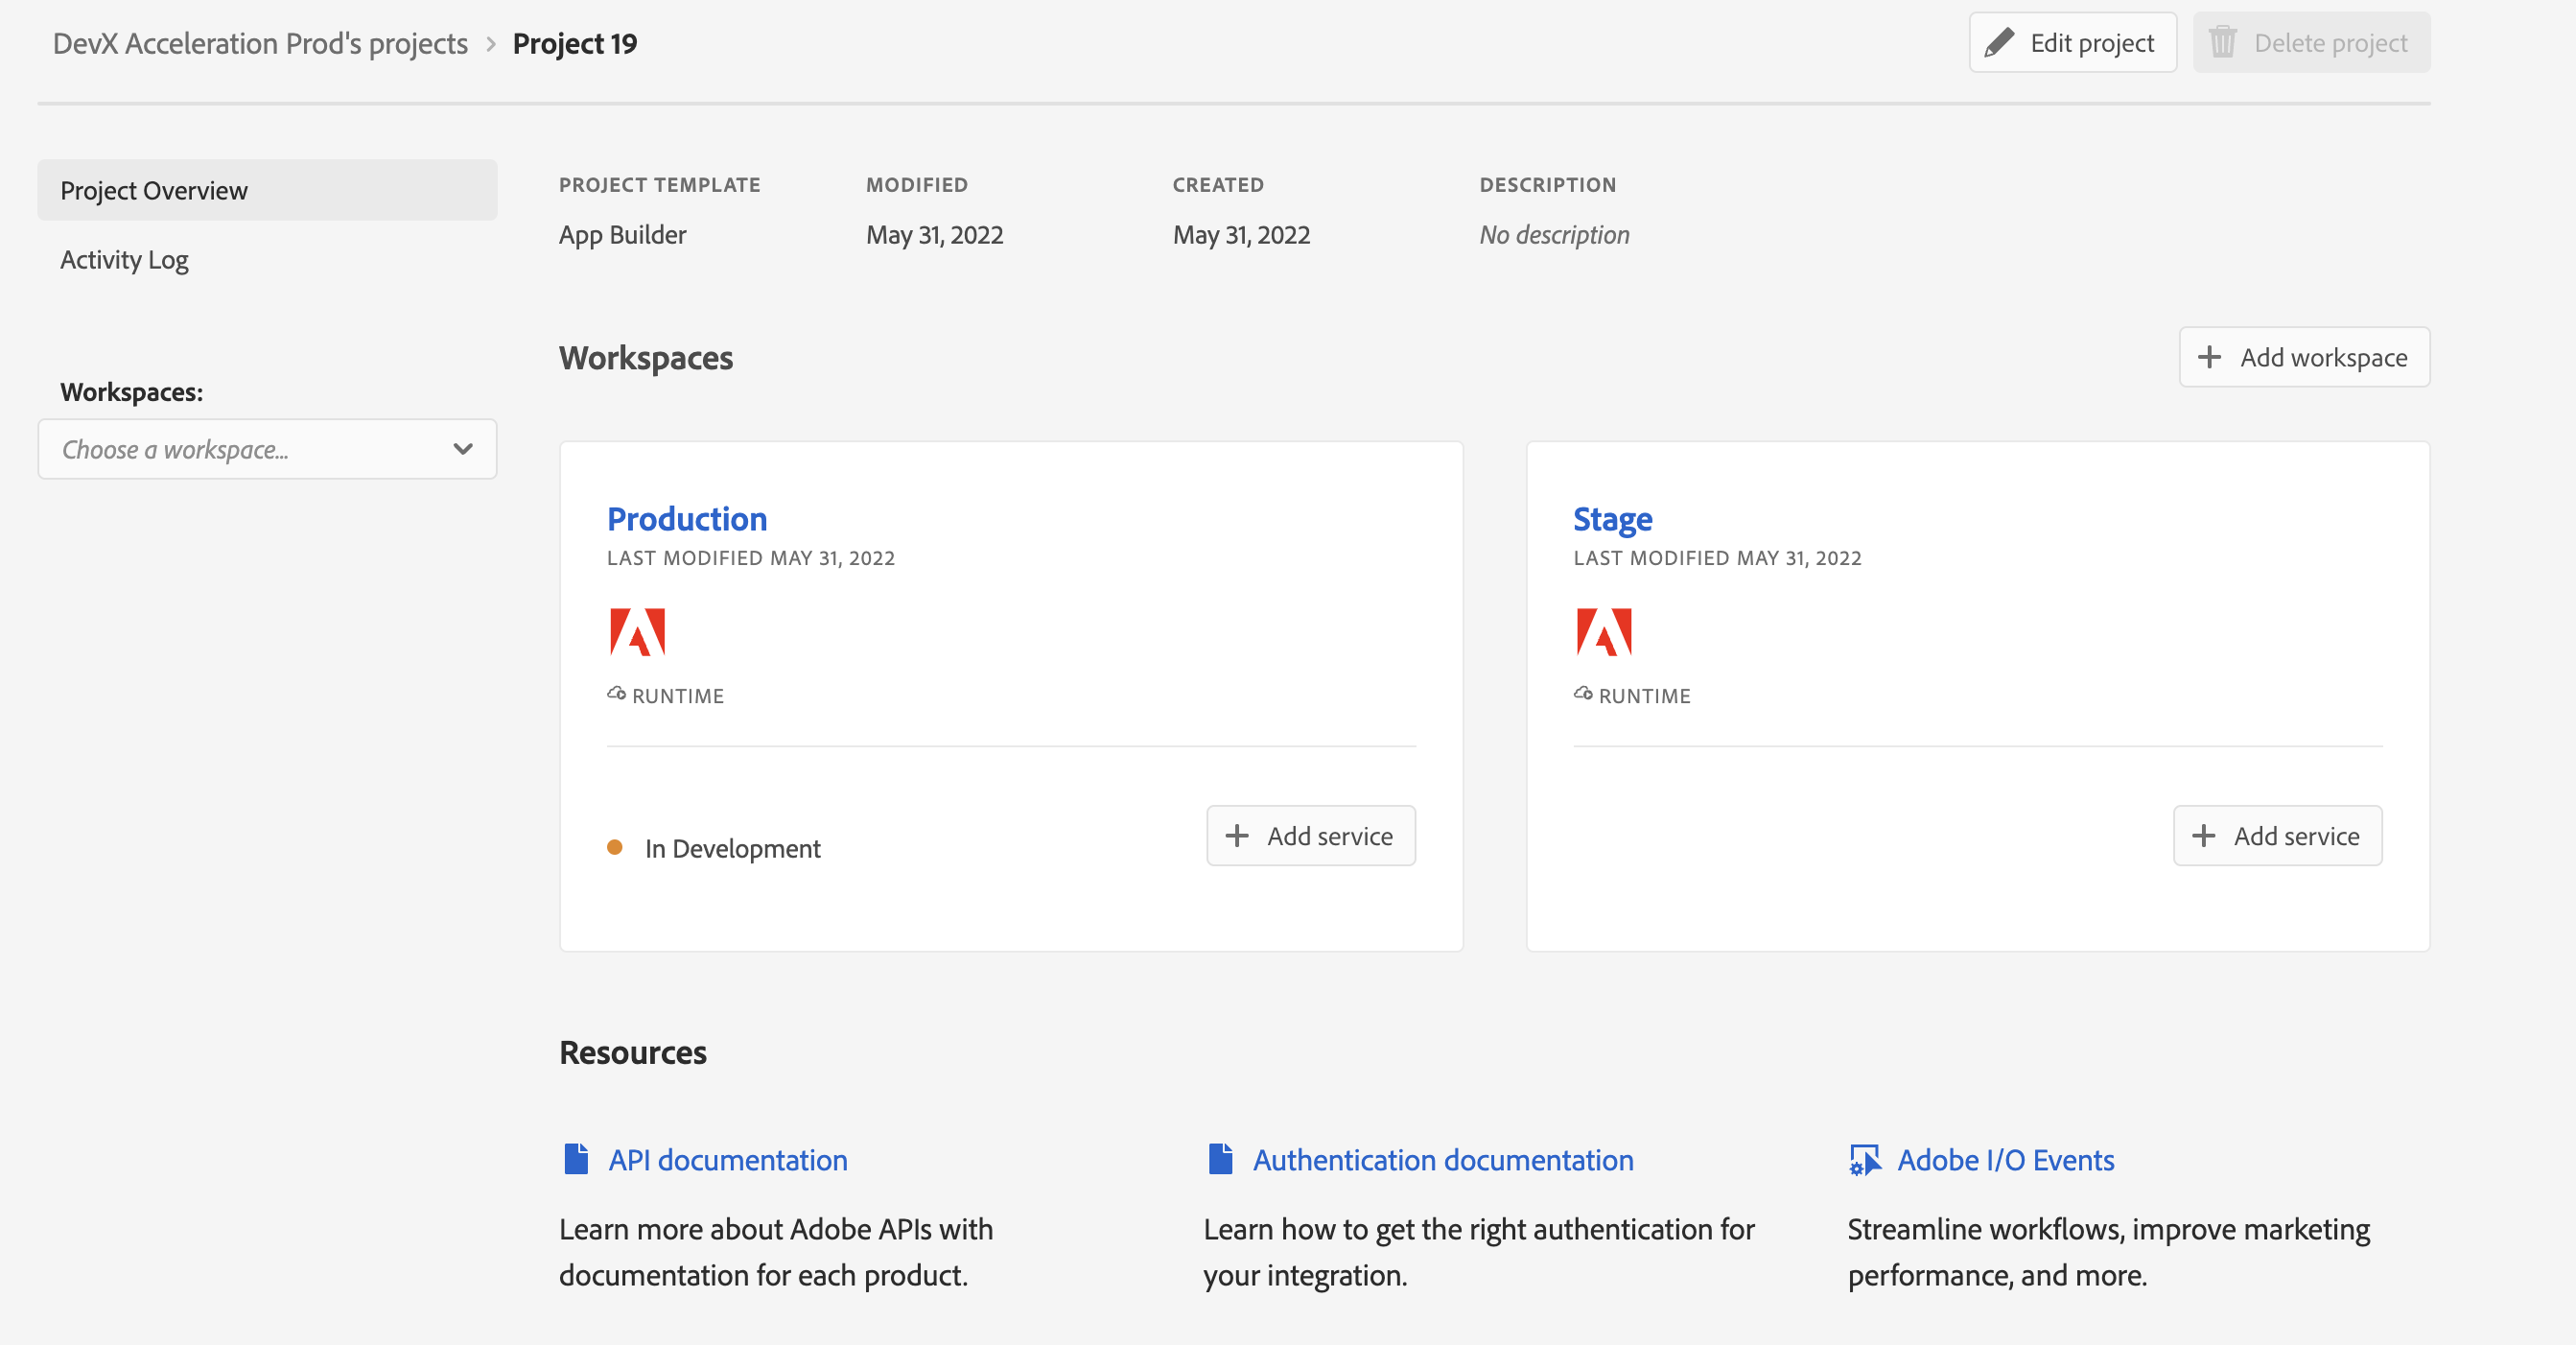 DevX Acceleration Prod's projects > Project 19
Edit project
Delete project
Project Overview
Activity Log
Workspaces:
Choose a workspace...
PROJECT TEMPLATE
App Builder
MODIFIED
May 31, 2022
CREATED
May 31, 2022
DESCRIPTION
No description
Workspaces
Add workspace
Production
LAST MODIFIED MAY 31, 2022
RUNTIME
In Development
Add service
Stage
LAST MODIFIED MAY 31, 2022
RUNTIME
Add service
Resources
API documentation
Learn more about Adobe APIs with
documentation for each product.
Authentication documentation
Learn how to get the right authentication for
your integration.
Adobe I/O Events
Streamline workflows, improve marketing
performance, and more.